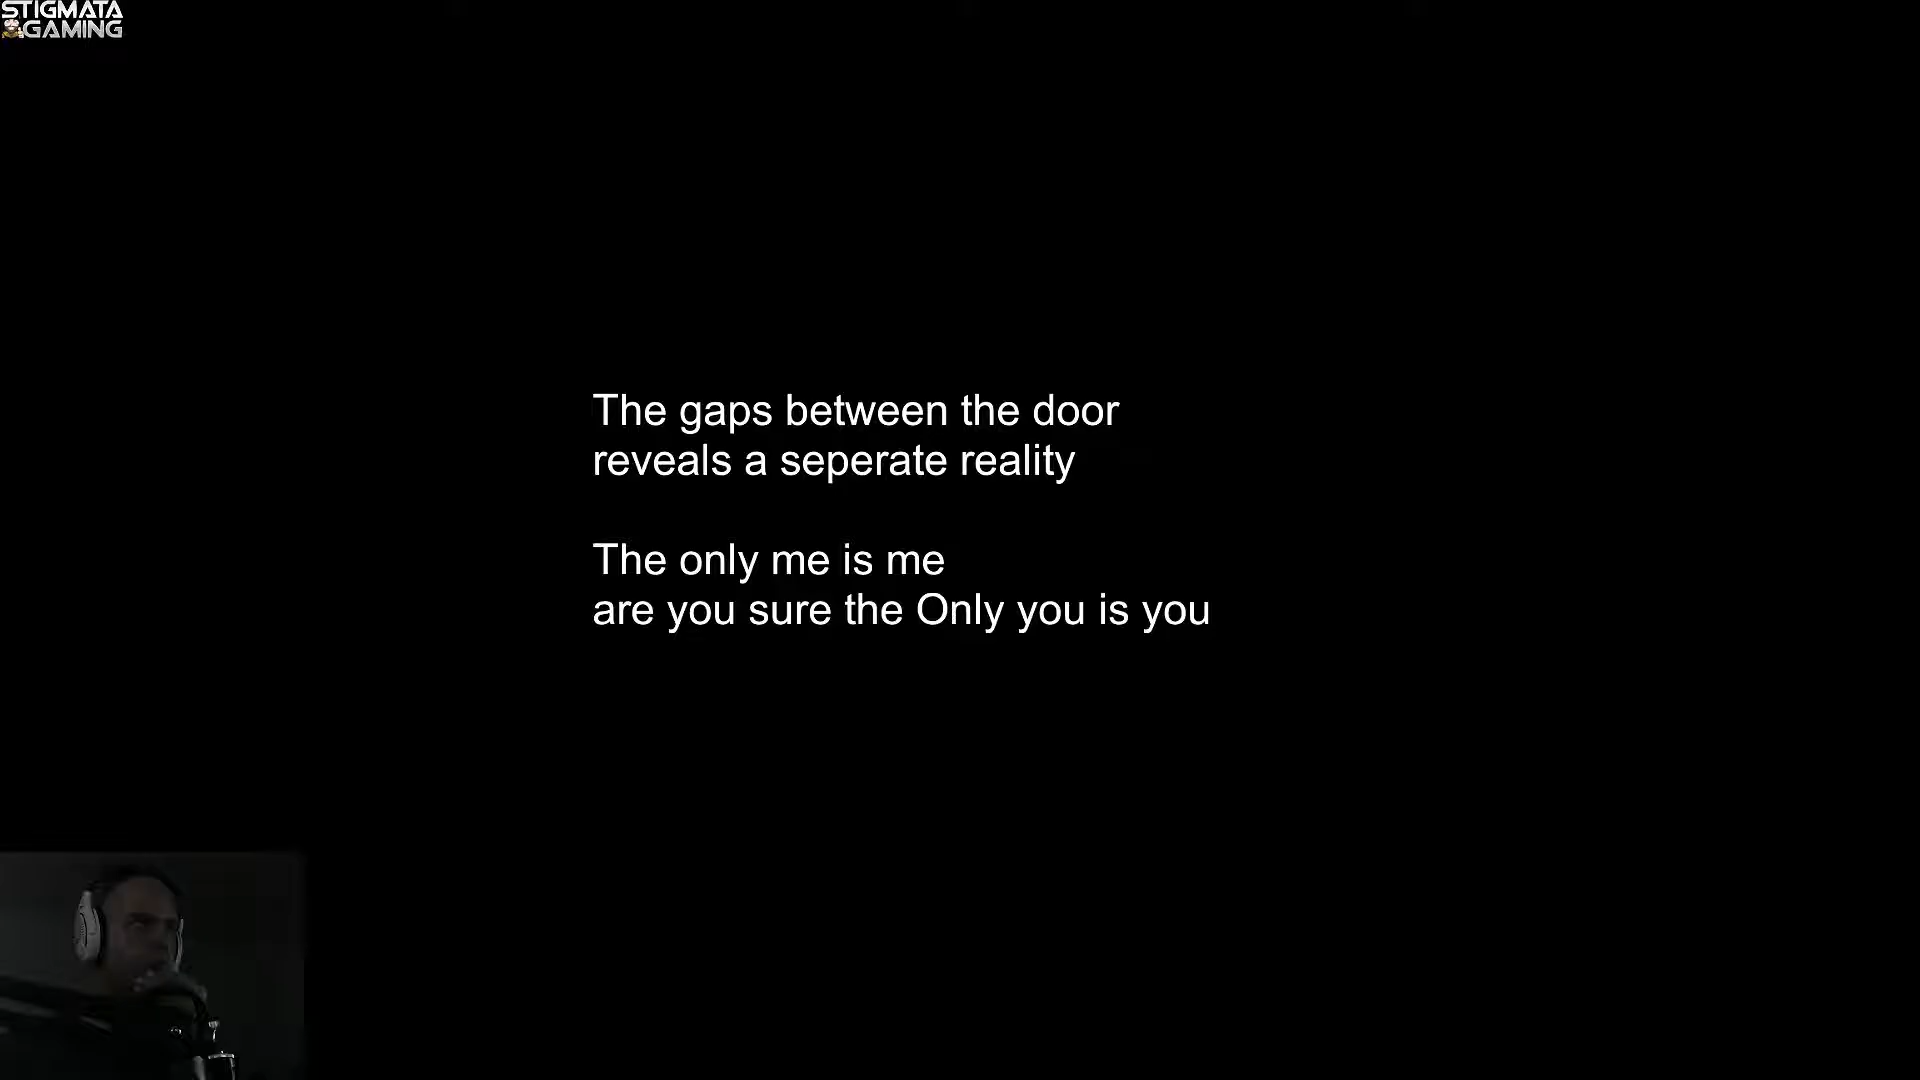 STIGMATA
GAMING
The gaps between the door
reveals a seperate reality
The only me is me
are you sure the Only you is you